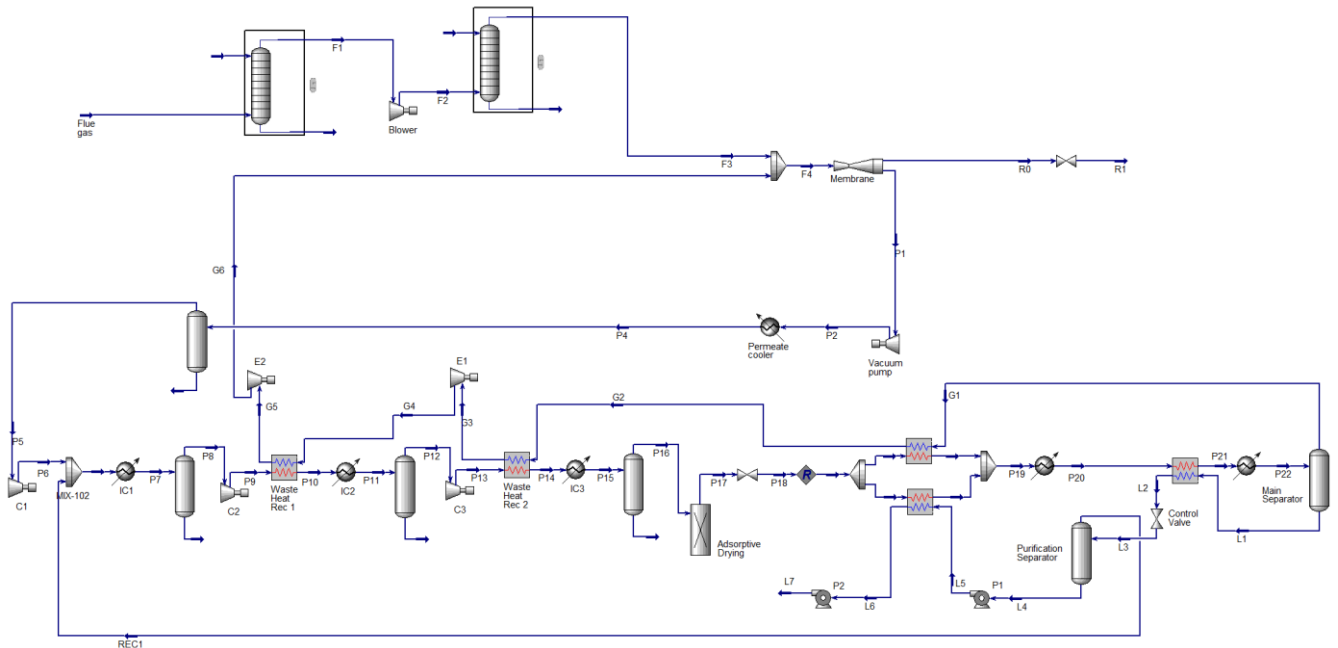 F1
Flue
gas
Blower
F2
F3
F4
Membrane
R0
R1
P1
G6
P4
Permeate
cooler
P2
Vacuum
pump
E2
E1
G5
G4
G3
G2
G1
P5
P6
C1
MIX-102
IC1
P7
P8
C2
P9
Waste
Heat
Rec 1
P10
IC2
P11
P12
C3
P13
Waste
Heat
Rec 2
P14
IC3
P15
P16
Adsorptive
Drying
P17
P18
R
P19
P20
P21
P22
Main
Separator
L1
L2
Control
Valve
L3
Purification
Separator
L4
P1
L5
L6
P2
L7
REC1